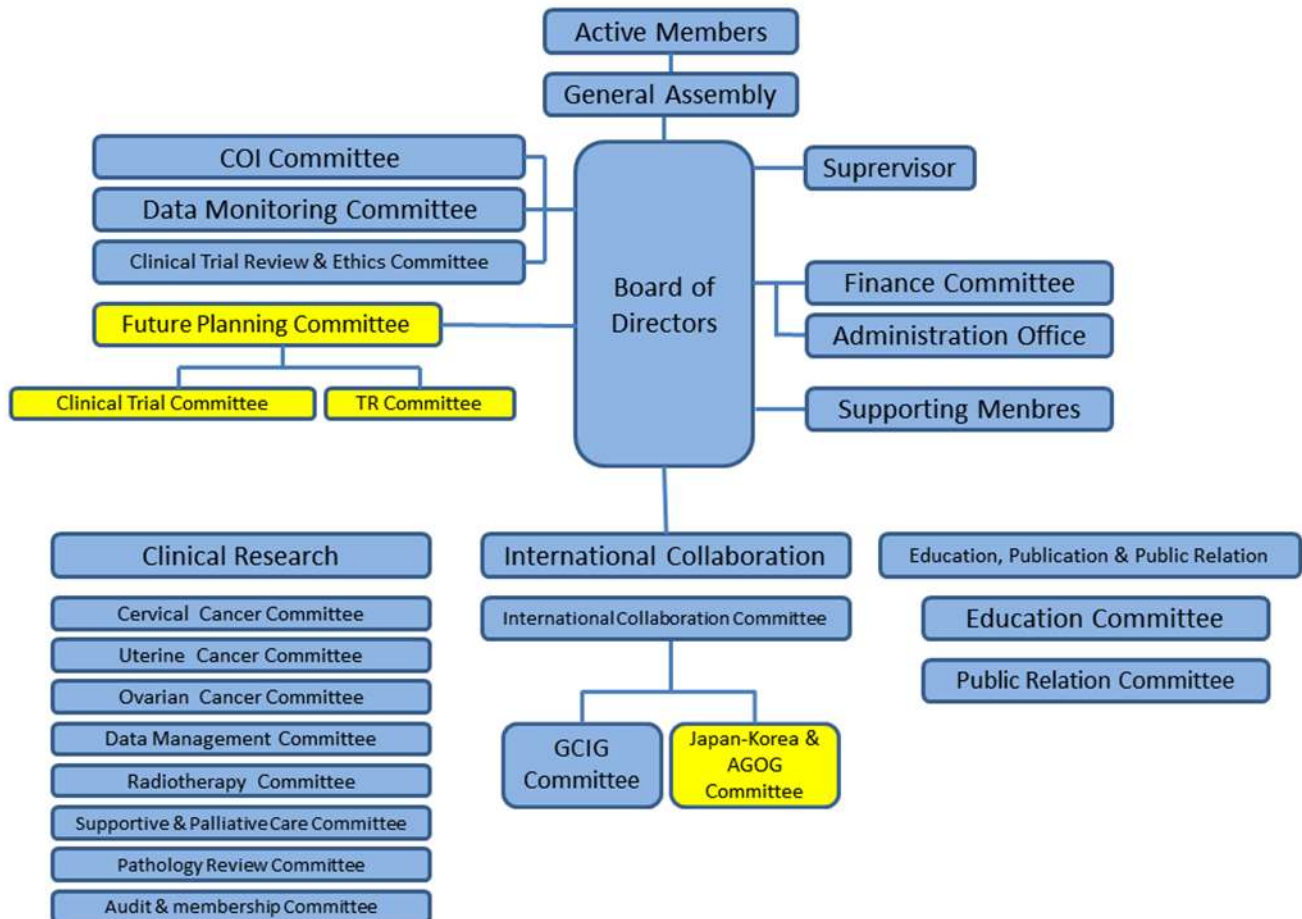 Active Members
General Assembly
COI Committee
Data Monitoring Committee
Clinical Trial Review & Ethics Committee
Future Planning Committee
Clinical Trial Committee
TR Committee
Board of
Directors
Suprervisor
Finance Committee
Administration Office
Supporting Menbres
Clinical Research
Cervical Cancer Committee
Uterine Cancer Committee
Ovarian Cancer Committee
Data Management Committee
Radiotherapy Committee
Supportive & Palliative Care Committee
Pathology Review Committee
Audit & membership Committee
International Collaboration
International Collaboration Committee
GCIG
Committee
Japan-Korea &
AGOG
Committee
Education, Publication & Public Relation
Education Committee
Public Relation Committee